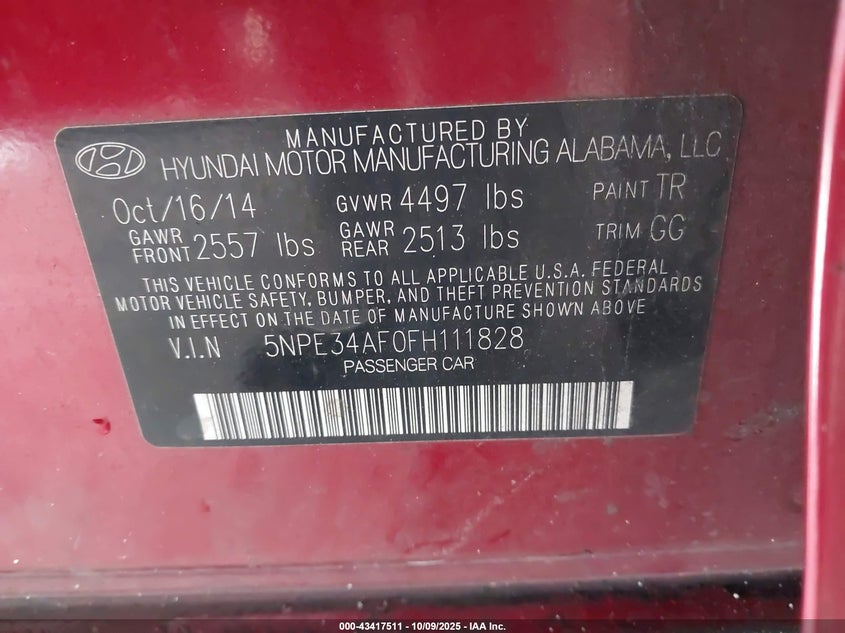 MANUFACTURED BY
HYUNDAI MOTOR MANUFACTURING ALABAMA, LLC
Oct/16/14 GVWR 4497 lbs PAINT TR
GAWR FRONT 2557 lbs GAWR REAR 2513 lbs TRIM GG
THIS VEHICLE CONFORMS TO ALL APPLICABLE U.S.A. FEDERAL
MOTOR VEHICLE SAFETY, BUMPER, AND THEFT PREVENTION STANDARDS
IN EFFECT ON THE DATE OF MANUFACTURE SHOWN ABOVE
V.I.N 5NPE34AF0FH111828
PASSENGER CAR
000-43417511 - 10/09/2025 - IAA Inc.